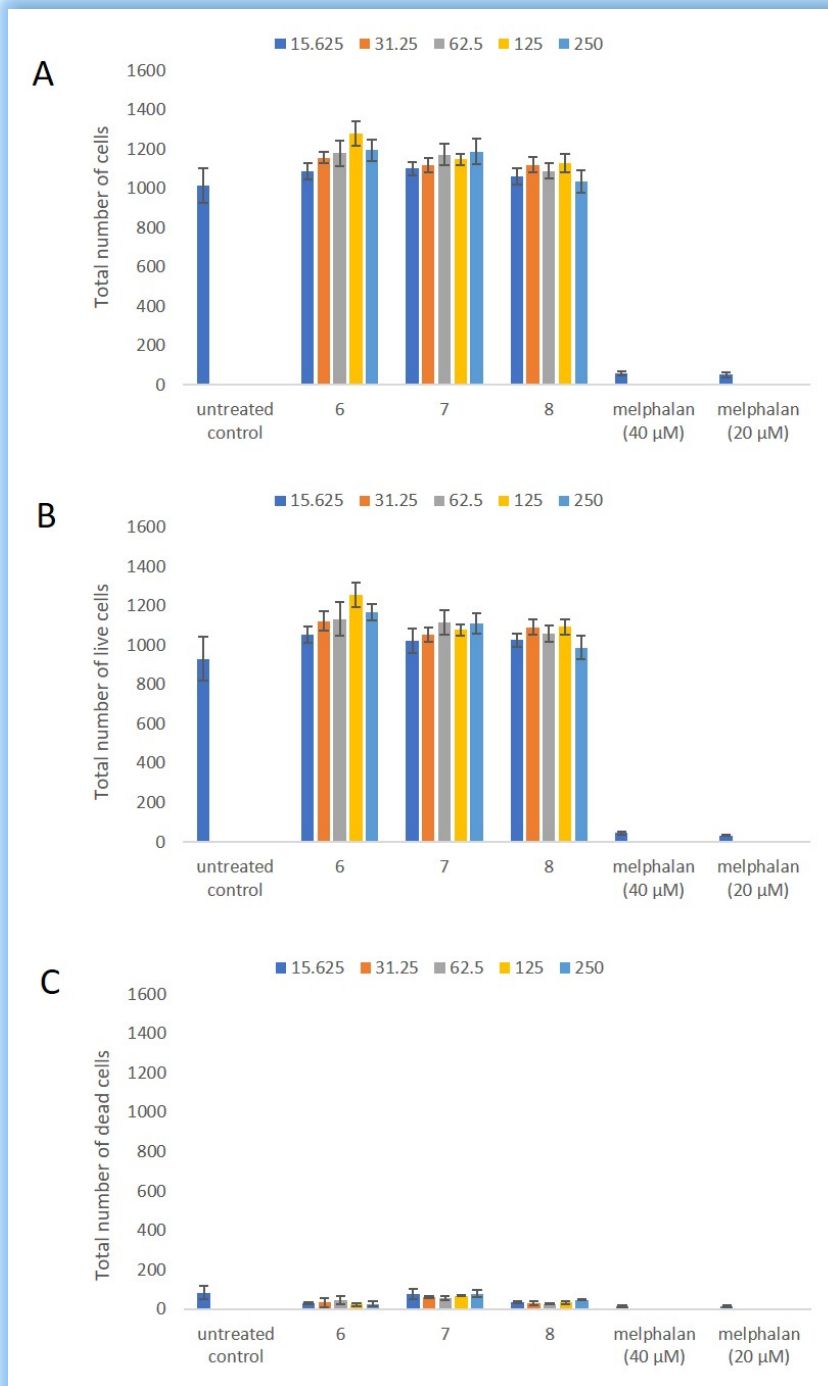 A
15.625 31.25 62.5 125 250
Total number of cells
1600
1400
1200
1000
800
600
400
200
0
untreated control 6 7 8 melphalan (40 µM) melphalan (20 µM)
B
15.625 31.25 62.5 125 250
Total number of live cells
1600
1400
1200
1000
800
600
400
200
0
untreated control 6 7 8 melphalan (40 µM) melphalan (20 µM)
C
15.625 31.25 62.5 125 250
Total number of dead cells
1600
1400
1200
1000
800
600
400
200
0
untreated control 6 7 8 melphalan (40 µM) melphalan (20 µM)